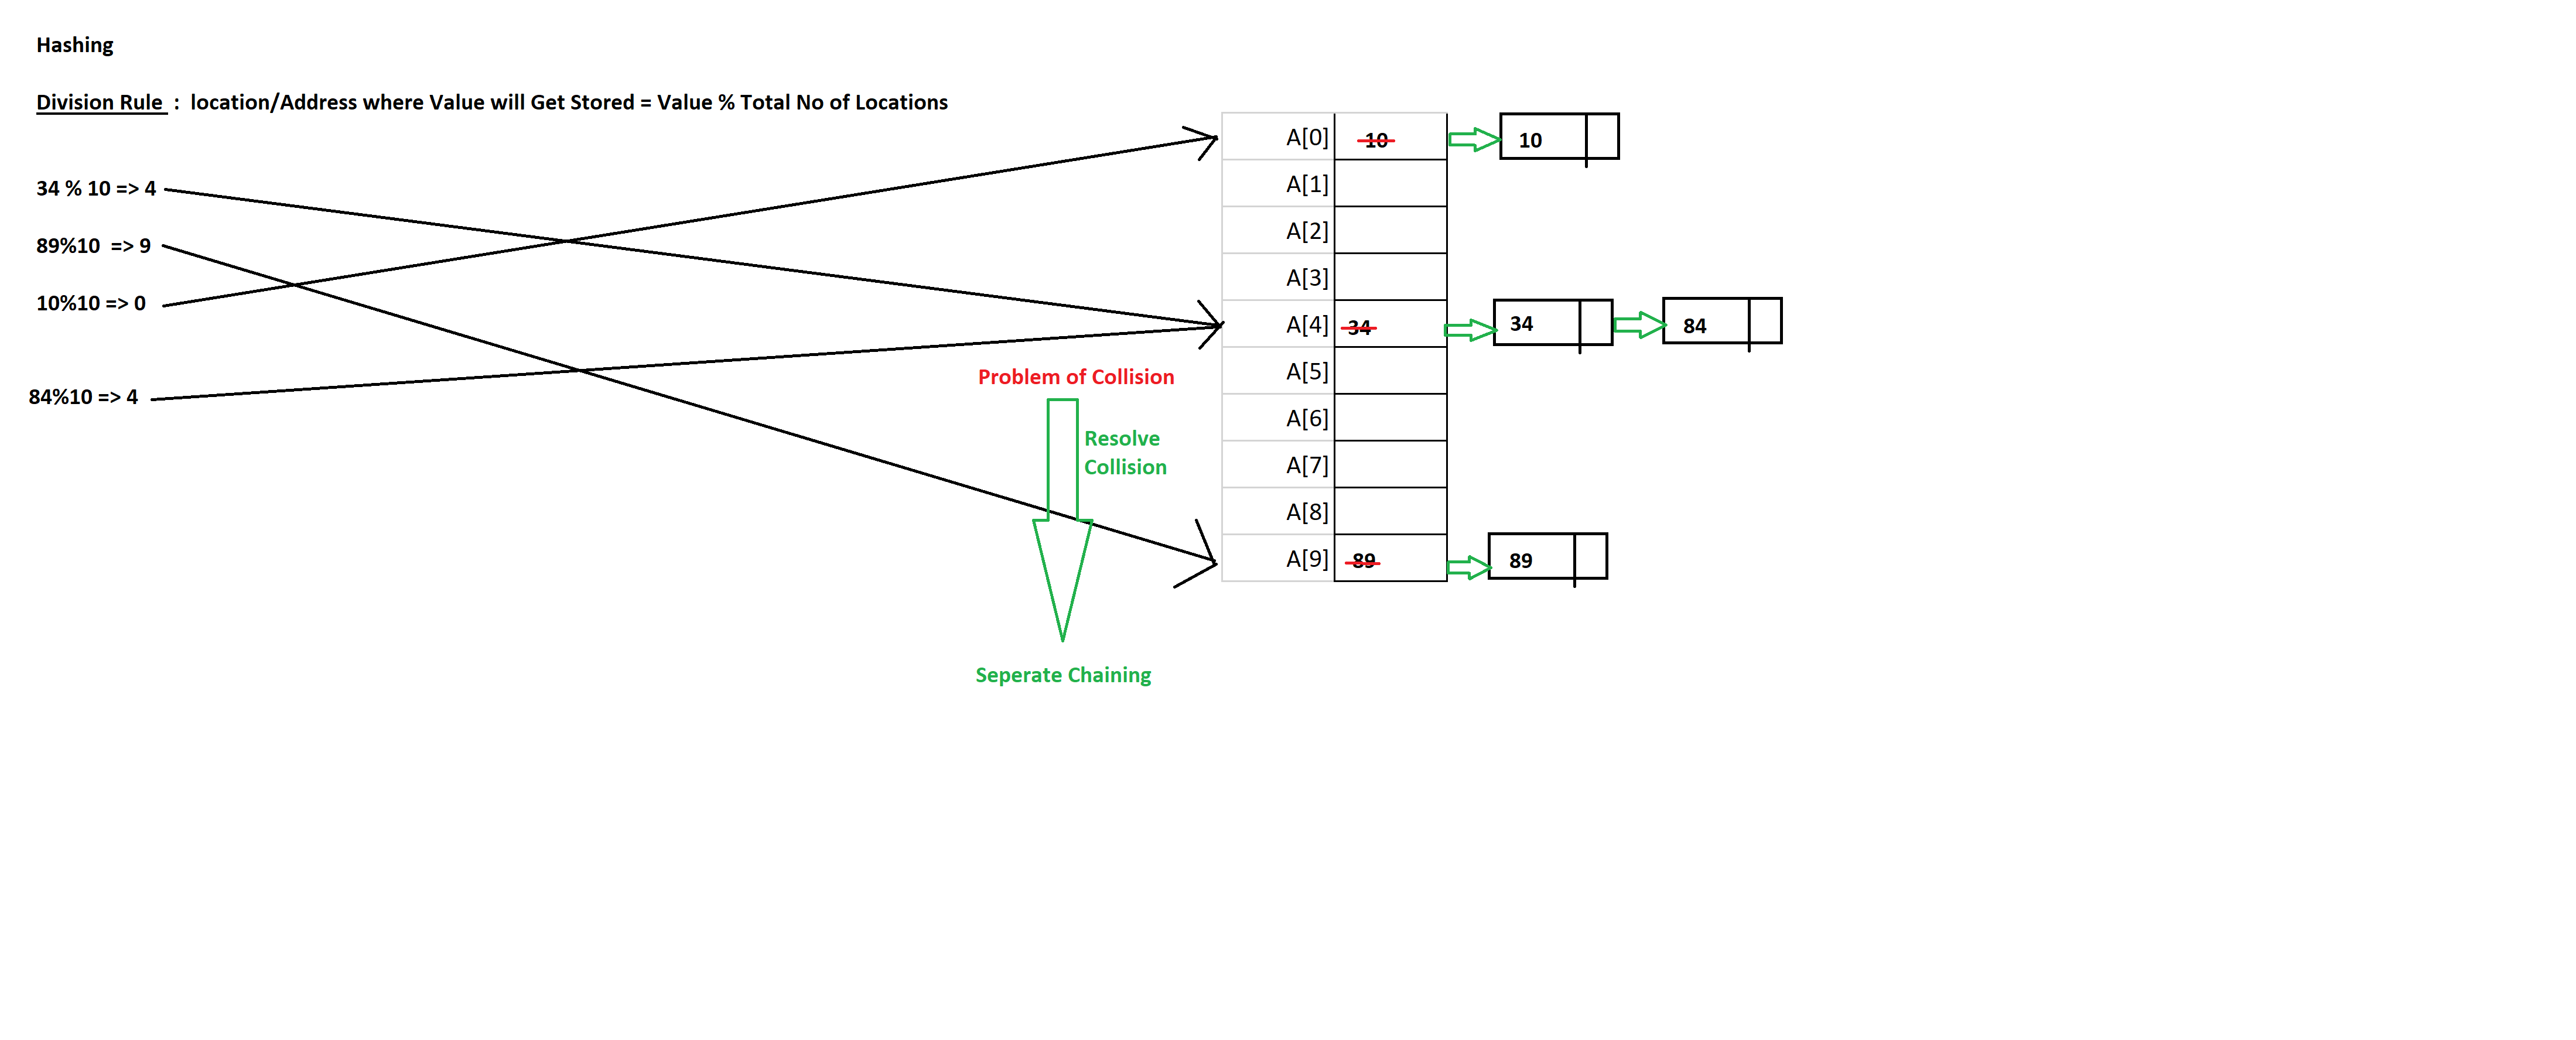 Hashing
Division Rule : location/Address where Value will Get Stored = Value % Total No of Locations
34 % 10 => 4
89%10 => 9
10%10 => 0
84%10 => 4
Problem of Collision
Resolve
Collision
Seperate Chaining
A[0] 10 10
A[1]
A[2]
A[3]
A[4] 34 34 84
A[5]
A[6]
A[7]
A[8]
A[9] 89 89